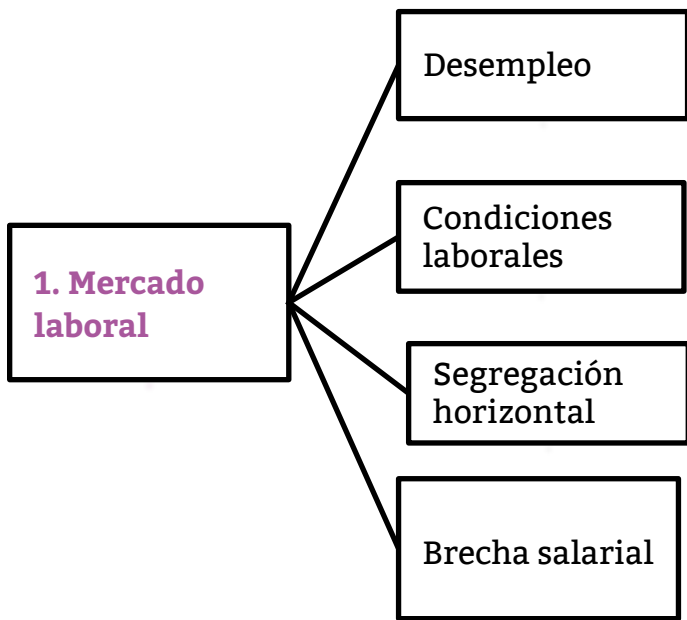 Desempleo
Condiciones
laborales
1. Mercado
laboral
Segregación
horizontal
Brecha salarial